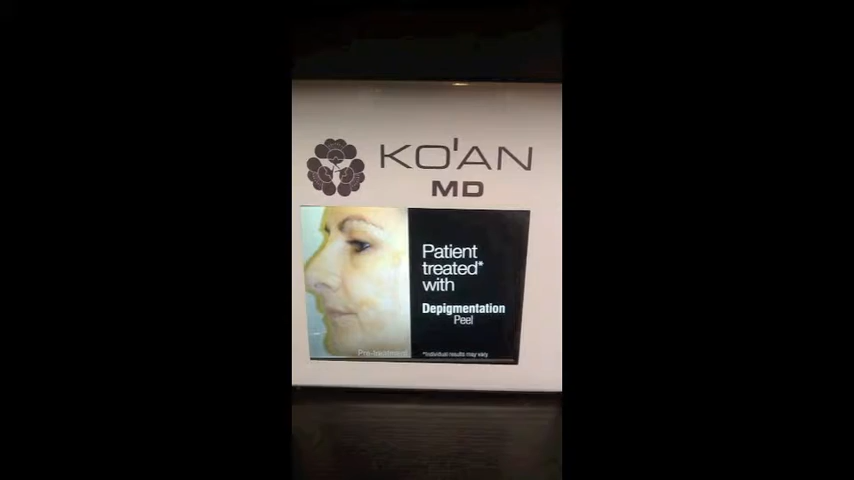 KO'AN
MD
Patient
treated*
with
Depigmentation
Peel
Pre-treatment
*Individual results may vary